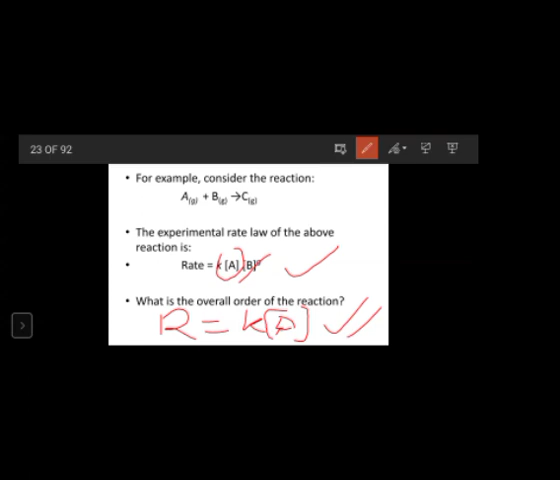 23 OF 92
• For example, consider the reaction:
A(g) + B(g) →C(g)
• The experimental rate law of the above
reaction is:
• Rate = k [A] [B]⁰
• What is the overall order of the reaction?
R = k[A]